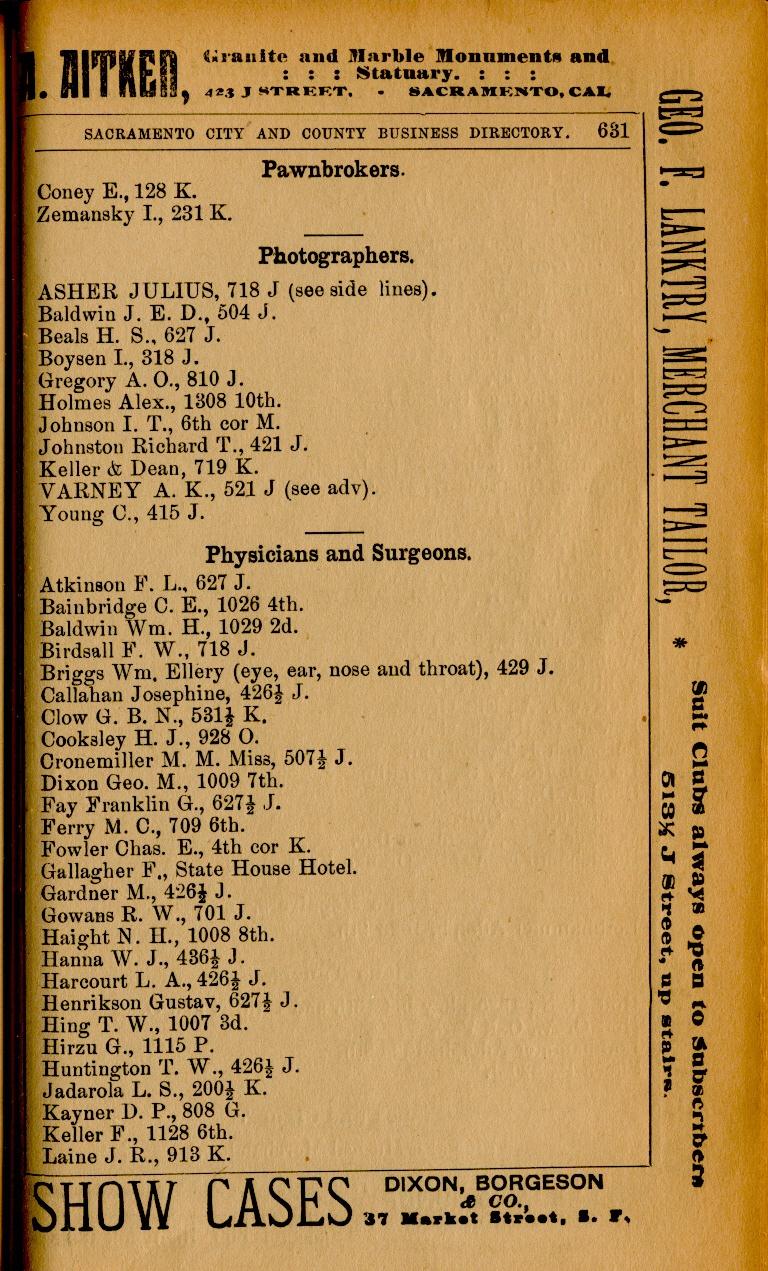 A. AITKEN,
Granite and Marble Monuments and
: : : Statuary. : : :
423 J STREET, - SACRAMENTO, CAL
SACRAMENTO CITY AND COUNTY BUSINESS DIRECTORY. 631
Pawnbrokers.
Coney E., 128 K.
Zemansky I., 231 K.
Photographers.
ASHER JULIUS, 718 J (see side lines).
Baldwin J. E. D., 504 J.
Beals H. S., 627 J.
Boysen I., 318 J.
Gregory A. O., 810 J.
Holmes Alex., 1308 10th.
Johnson I. T., 6th cor M.
Johnston Richard T., 421 J.
Keller & Dean, 719 K.
VARNEY A. K., 521 J (see adv).
Young C., 415 J.
Physicians and Surgeons.
Atkinson F. L., 627 J.
Bainbridge C. E., 1026 4th.
Baldwin Wm. H., 1029 2d.
Birdsall F. W., 718 J.
Briggs Wm. Ellery (eye, ear, nose and throat), 429 J.
Callahan Josephine, 426½ J.
Clow G. B. N., 531½ K.
Cooksley H. J., 928 O.
Cronemiller M. M. Miss, 507½ J.
Dixon Geo. M., 1009 7th.
Fay Franklin G., 627½ J.
Ferry M. C., 709 6th.
Fowler Chas. E., 4th cor K.
Gallagher F., State House Hotel.
Gardner M., 426½ J.
Gowans R. W., 701 J.
Haight N. H., 1008 8th.
Hanna W. J., 436½ J.
Harcourt L. A., 426½ J.
Henrikson Gustav, 627½ J.
Hing T. W., 1007 3d.
Hirzu G., 1115 P.
Huntington T. W., 426½ J.
Jadarola L. S., 200½ K.
Kayner D. P., 808 G.
Keller F., 1128 6th.
Laine J. R., 913 K.
GEO. F. LANKTRY, MERCHANT TAILOR, * Suit Clubs always open to Subscribers
513½ J Street, up stairs.
SHOW CASES
DIXON, BORGESON
& CO.,
37 Market Street, S. F.